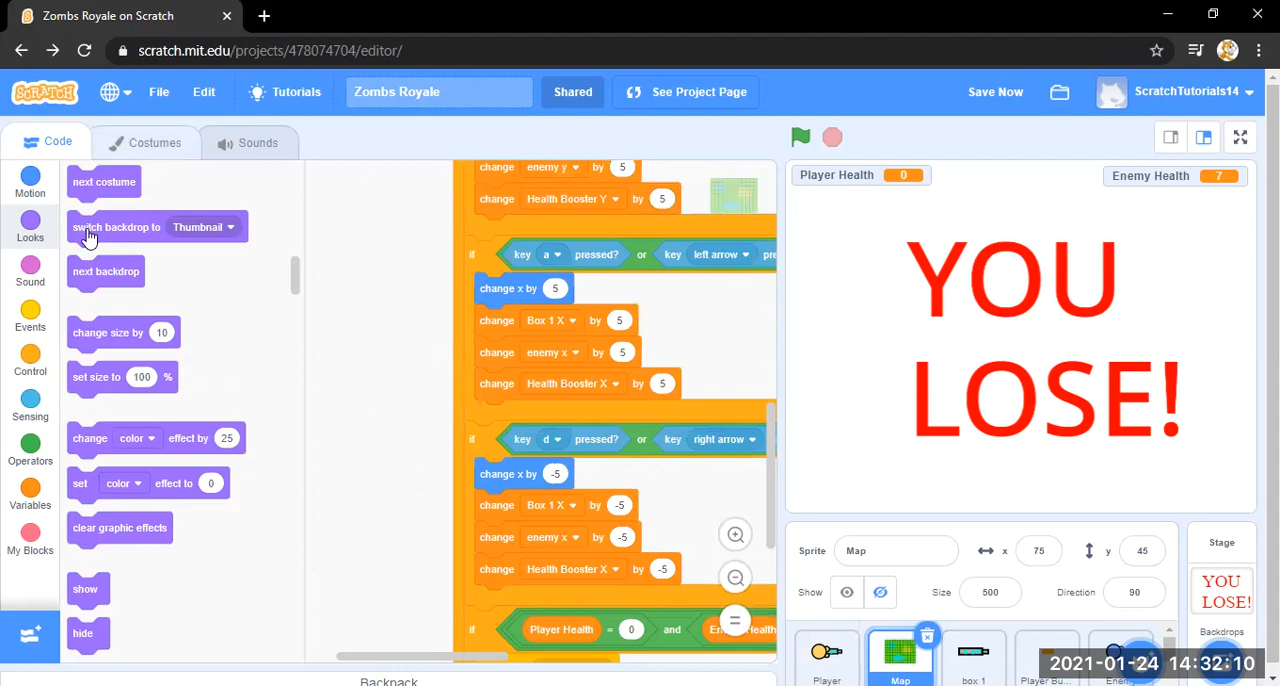 Zombs Royale on Scratch
scratch.mit.edu/projects/478074704/editor/
SCRATCH File Edit Tutorials Zombs Royale Shared See Project Page Save Now ScratchTutorials14
Code Costumes Sounds
Motion
Looks
Sound
Events
Control
Sensing
Operators
Variables
My Blocks
next costume
switch backdrop to Thumbnail
next backdrop
change size by 10
set size to 100 %
change color effect by 25
set color effect to 0
clear graphic effects
show
hide
change enemy y by 5
change Health Booster Y by 5
if key a pressed? or key left arrow pre
change x by 5
change Box 1 X by 5
change enemy x by 5
change Health Booster X by 5
if key d pressed? or key right arrow
change x by -5
change Box 1 X by -5
change enemy x by -5
change Health Booster X by -5
if Player Health = 0 and
Player Health 0 Enemy Health 7
YOU
LOSE!
Sprite Map x 75 y 45
Show Size 500 Direction 90
Player
Map
box 1
Player Bu...
Stage
YOU
LOSE!
Backdrops
Backpack
2021-01-24 14:32:10